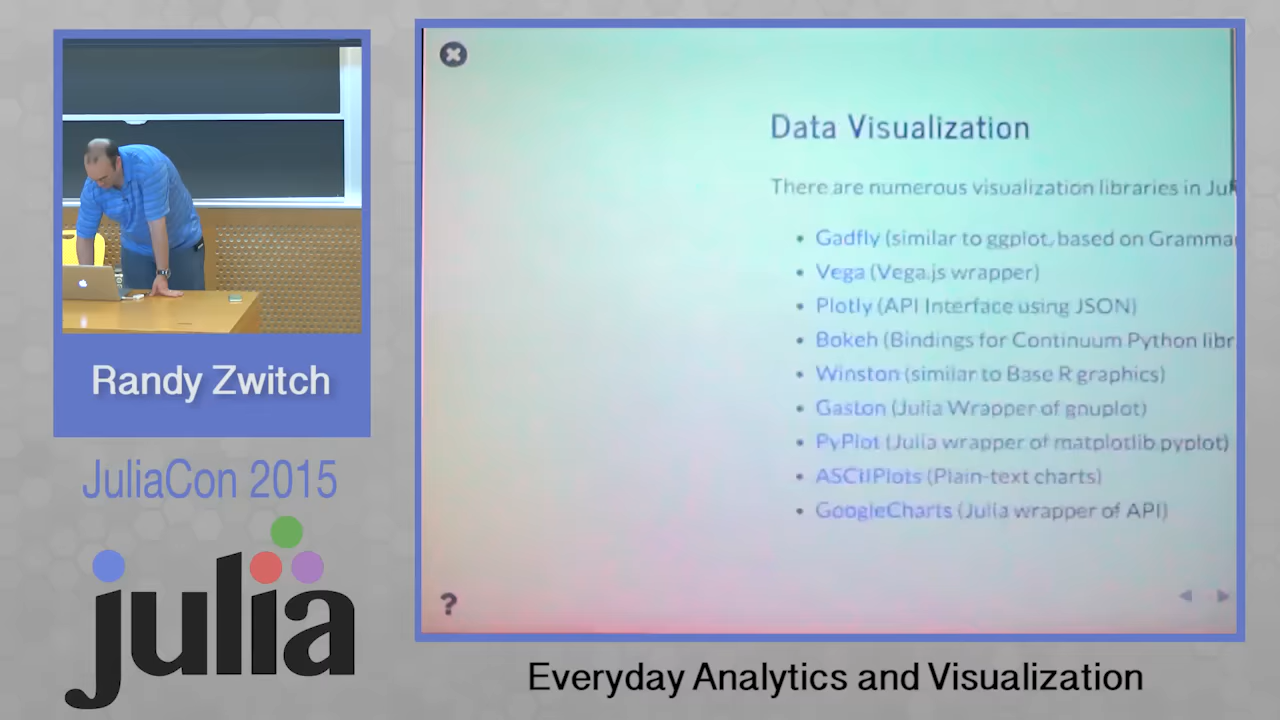 Data Visualization
There are numerous visualization libraries in Jul
Gadfly (similar to ggplot, based on Gramma
Vega (Vega.js wrapper)
Plotly (API Interface using JSON)
Bokeh (Bindings for Continuum Python libr
Winston (similar to Base R graphics)
Gaston (Julia Wrapper of gnuplot)
PyPlot (Julia wrapper of matplotlib.pyplot)
ASCIIPlots (Plain-text charts)
GoogleCharts (Julia wrapper of API)
?
Randy Zwitch
JuliaCon 2015
julia
Everyday Analytics and Visualization